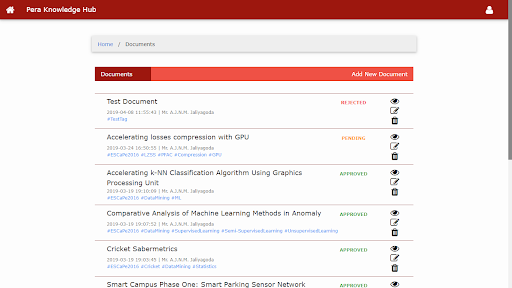 Pera Knowledge Hub
Home / Documents
Documents
Add New Document
Test Document
REJECTED
2019-04-08 11:55:43 | Mr. A.J.N.M. Jaliyagoda
#TestTag
Accelerating losses compression with GPU
PENDING
2019-03-24 16:50:55 | Mr. A.J.N.M. Jaliyagoda
#ESCaPe2016 #LZSS #PFAC #Compression #GPU
Accelerating k-NN Classification Algorithm Using Graphics
Processing Unit
APPROVED
2019-03-19 19:10:09 | Mr. A.J.N.M. Jaliyagoda
#ESCaPe2016 #DataMining #ML
Comparative Analysis of Machine Learning Methods in Anomaly
APPROVED
2019-03-19 19:07:52 | Mr. A.J.N.M. Jaliyagoda
#ESCaPe2016 #DataMining #SupervisedLearning #Semi-SupervisedLearning #UnsupervisedLearning
Cricket Sabermetrics
APPROVED
2019-03-19 19:05:45 | Mr. A.J.N.M. Jaliyagoda
#ESCaPe2016 #Cricket #DataMining #Statistics
Smart Campus Phase One: Smart Parking Sensor Network
APPROVED